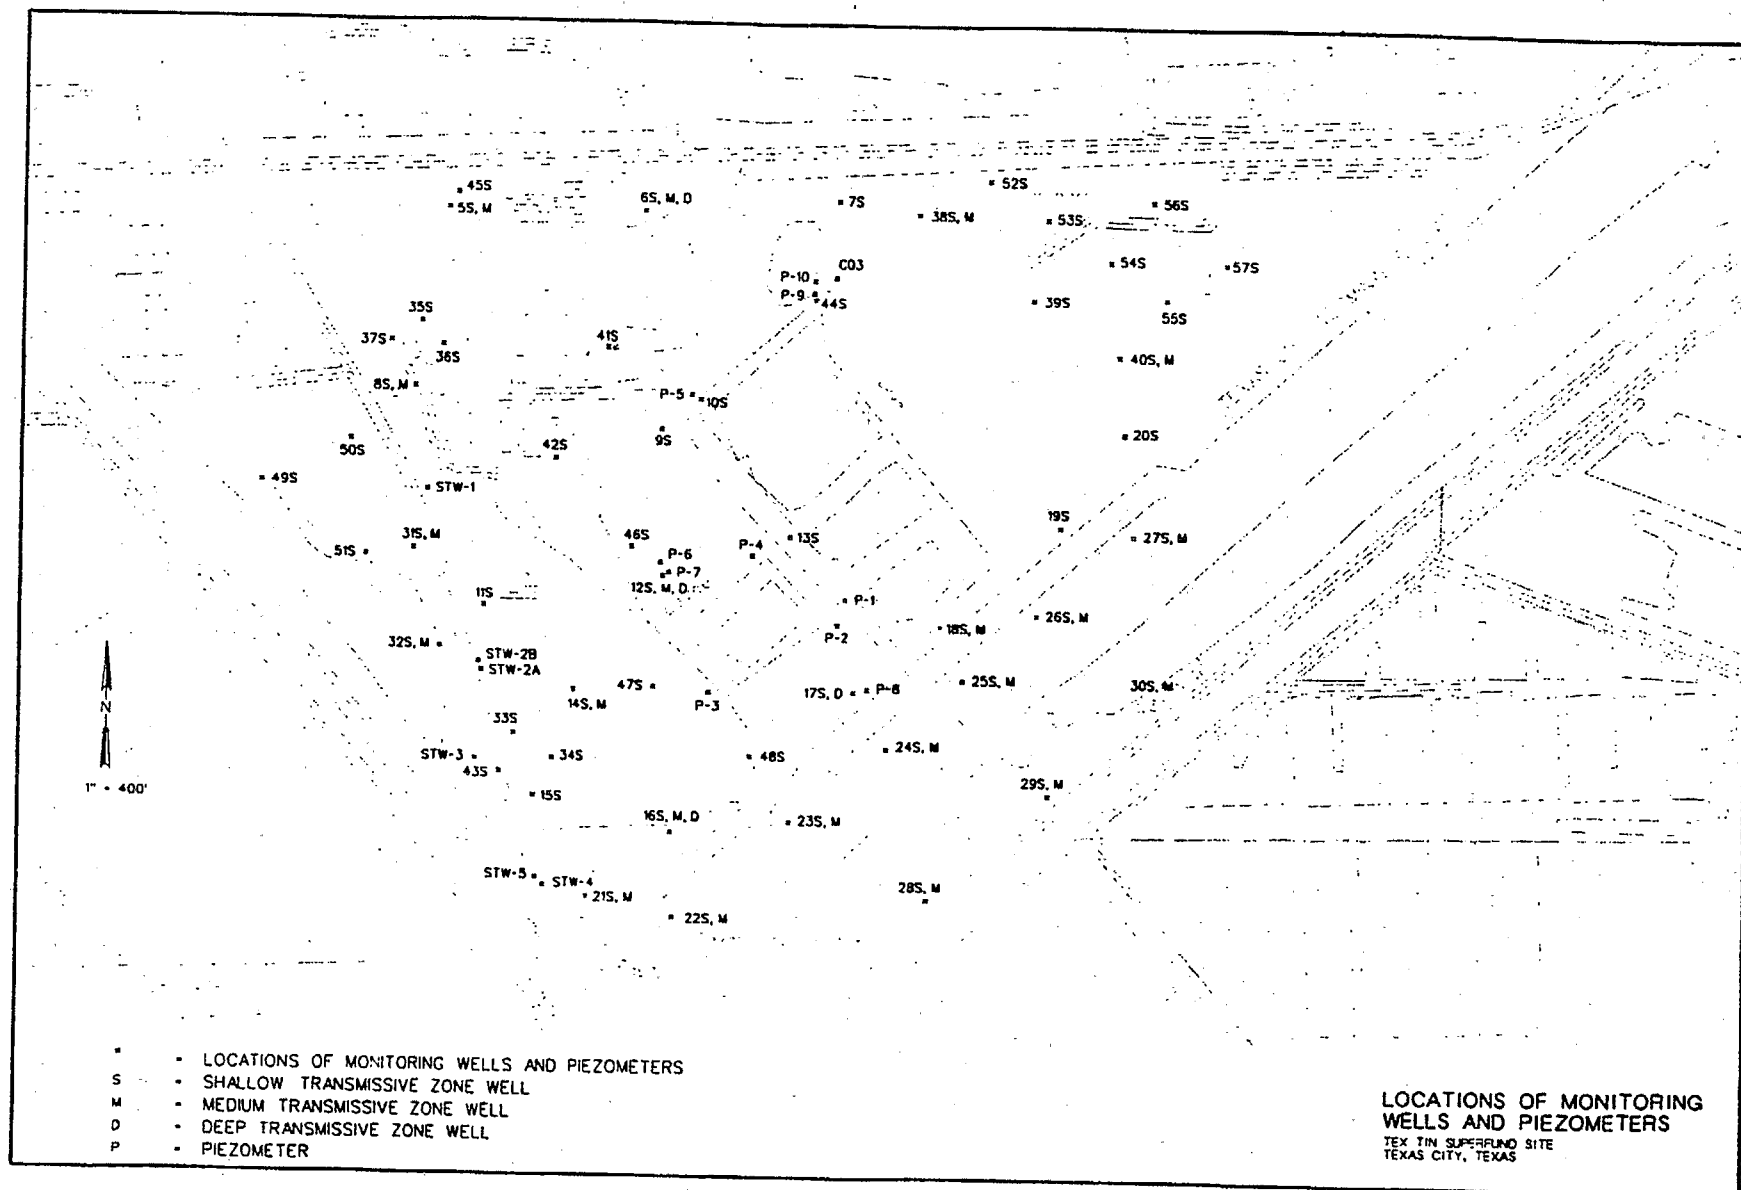 45S
5S, M
6S, M, D
7S
38S, M
52S
53S
56S
54S
57S
C03
P-10
P-9
44S
39S
55S
35S
37S
36S
41S
40S, M
8S, M
P-5
10S
9S
20S
50S
42S
49S
STW-1
TEXAS
31S, M
51S
46S
P-6
P-7
12S, M, D
P-4
13S
19S
27S, M
11S
P-1
P-2
18S, M
26S, M
32S, M
STW-2B
STW-2A
14S, M
47S
P-3
17S, D
P-8
25S, M
30S, M
33S
STW-3
34S
43S
48S
24S, M
15S
29S, M
16S, M, D
23S, M
STW-5
STW-4
21S, M
22S, M
28S, M
N
1" = 400'
▪ - LOCATIONS OF MONITORING WELLS AND PIEZOMETERS
S - SHALLOW TRANSMISSIVE ZONE WELL
M - MEDIUM TRANSMISSIVE ZONE WELL
D - DEEP TRANSMISSIVE ZONE WELL
P - PIEZOMETER
LOCATIONS OF MONITORING
WELLS AND PIEZOMETERS
TEX TIN SUPERFUND SITE
TEXAS CITY, TEXAS